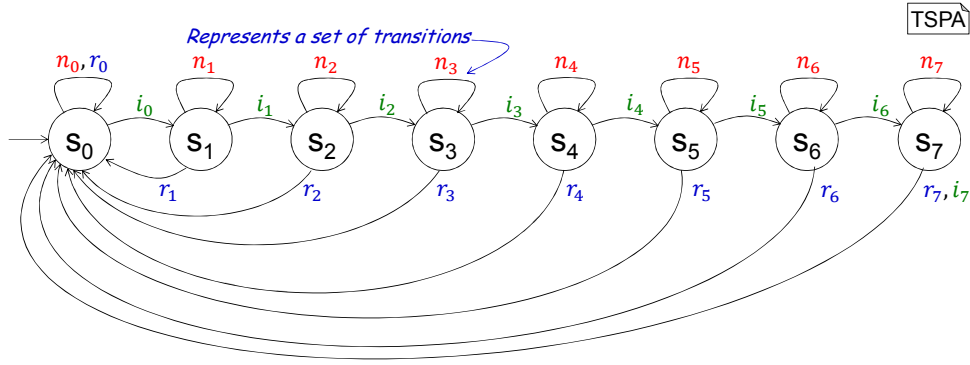 TSPA
Represents a set of transitions
n₀, r₀ n₁ n₂ n₃ n₄ n₅ n₆ n₇
i₀ i₁ i₂ i₃ i₄ i₅ i₆
S₀ S₁ S₂ S₃ S₄ S₅ S₆ S₇
r₁ r₂ r₃ r₄ r₅ r₆ r₇, i₇